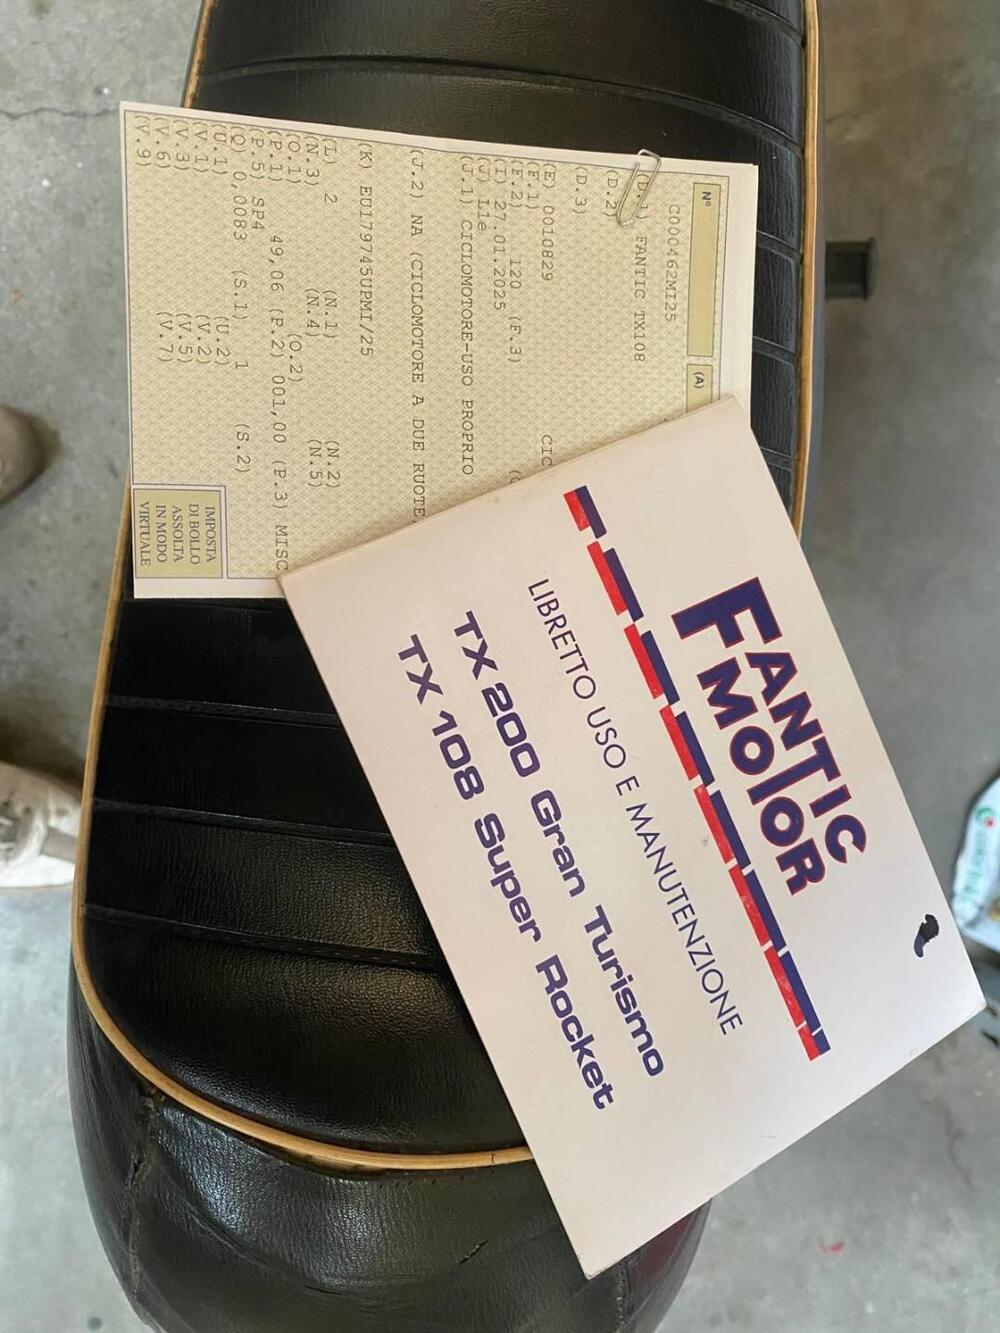 N°
(A)
C000462MI25
(D.1) FANTIC TX108
(D.2)
(D.3)
(E) 0010829
(F.1)
(F.2) 120 (F.3)
(I) 27.01.2025
(J) L1e
(J.1) CICLOMOTORE-USO PROPRIO
(J.2) NA (CICLOMOTORE A DUE RUOTE,
(K) EU179745UPMI/25
(L) 2 (N.1) (N.2)
(N.3) (N.4) (N.5)
(O.1) (O.2)
(P.1) 49,06 (P.2) 001,00 (P.3) MISC
(P.5) SP4
(Q) 0,0083 (S.1) 1 (S.2)
(U.1) (U.2)
(V.1) (V.2)
(V.3) (V.5)
(V.6) (V.7)
(V.9)
IMPOSTA
DI BOLLO
ASSOLTA
IN MODO
VIRTUALE
FANTIC
MOTOR
LIBRETTO USO E MANUTENZIONE
TX 200 Gran Turismo
TX 108 Super Rocket